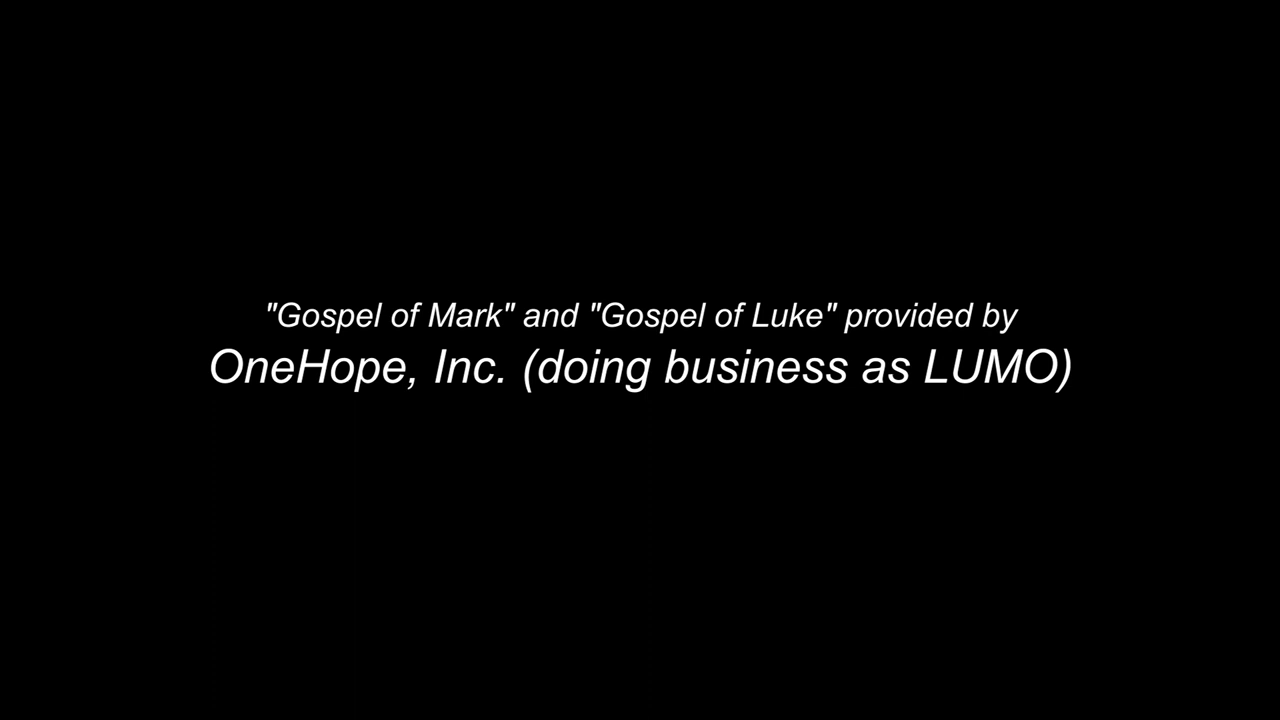 "Gospel of Mark" and "Gospel of Luke" provided by
OneHope, Inc. (doing business as LUMO)